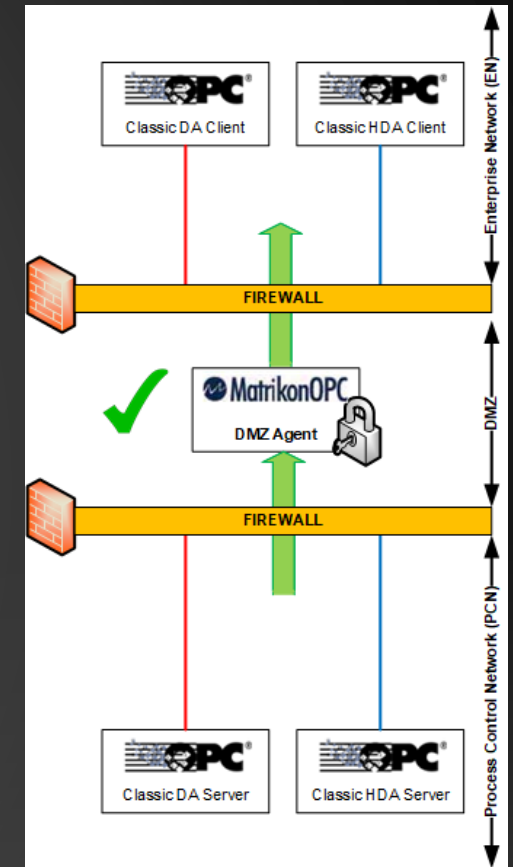 OPC®
Classic DA Client
OPC®
Classic HDA Client
Enterprise Network (EN)
FIREWALL
MatrikonOPC
DMZ Agent
DMZ
FIREWALL
Process Control Network (PCN)
OPC®
Classic DA Server
OPC®
Classic HDA Server